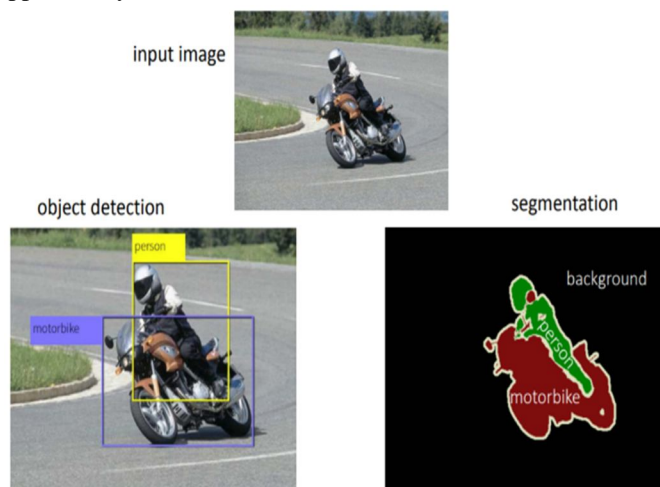 input image
object detection
segmentation
person
motorbike
background
person
motorbike